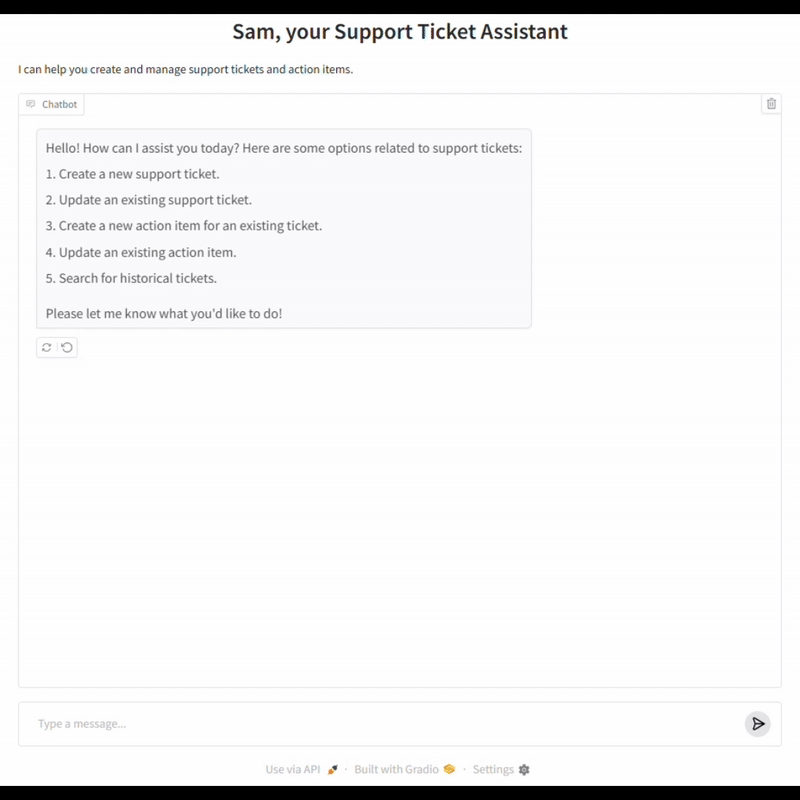 Sam, your Support Ticket Assistant
I can help you create and manage support tickets and action items.
Chatbot
Hello! How can I assist you today? Here are some options related to support tickets:
1. Create a new support ticket.
2. Update an existing support ticket.
3. Create a new action item for an existing ticket.
4. Update an existing action item.
5. Search for historical tickets.
Please let me know what you'd like to do!
Type a message...
Use via API · Built with Gradio · Settings